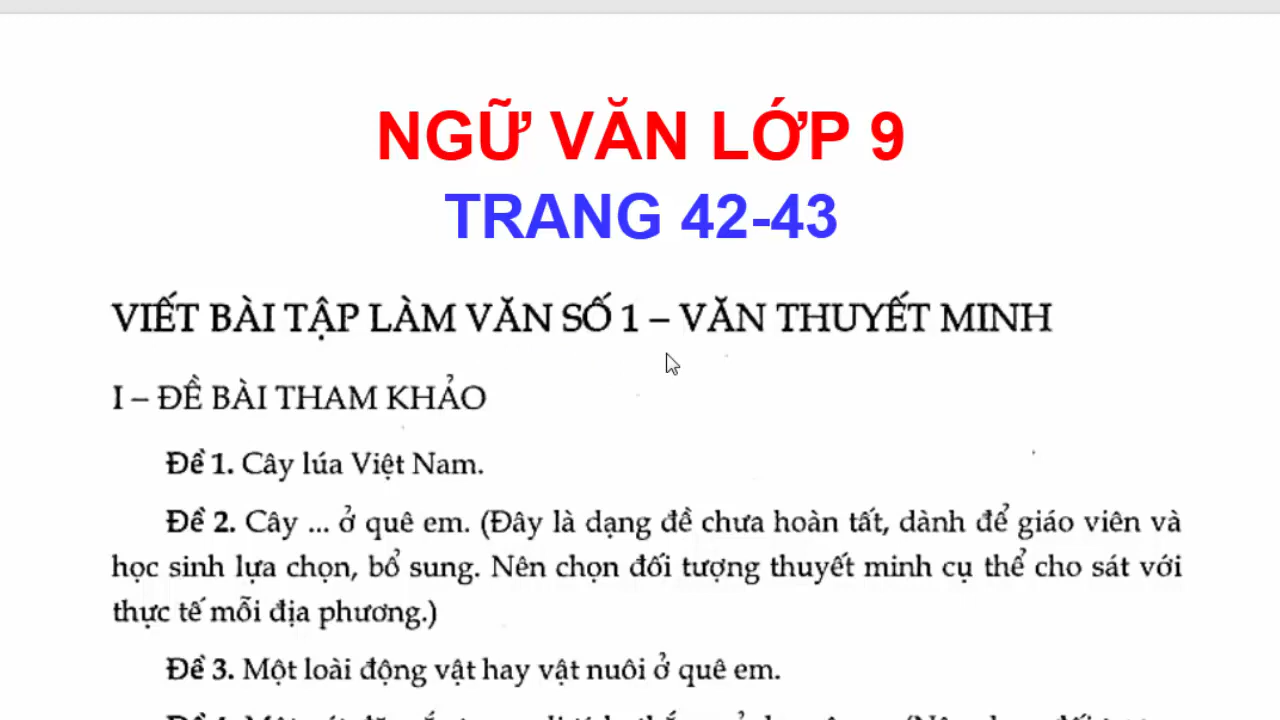 NGỮ VĂN LỚP 9
TRANG 42-43
VIẾT BÀI TẬP LÀM VĂN SỐ 1 – VĂN THUYẾT MINH
I – ĐỀ BÀI THAM KHẢO
Đề 1. Cây lúa Việt Nam.
Đề 2. Cây ... ở quê em. (Đây là dạng đề chưa hoàn tất, dành để giáo viên và
học sinh lựa chọn, bổ sung. Nên chọn đối tượng thuyết minh cụ thể cho sát với
thực tế mỗi địa phương.)
Đề 3. Một loài động vật hay vật nuôi ở quê em.